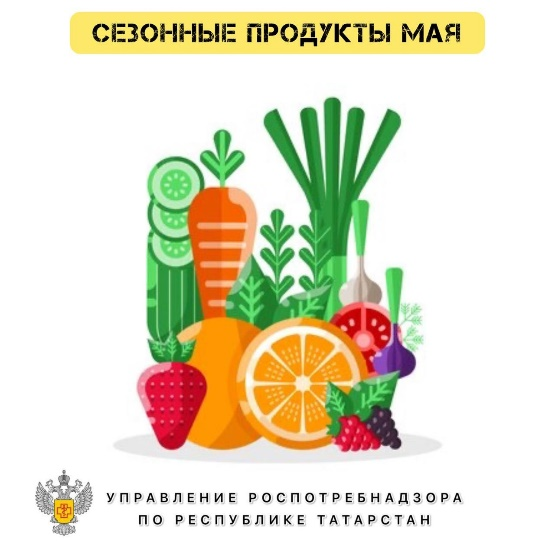 СЕЗОННЫЕ ПРОДУКТЫ МАЯ
УПРАВЛЕНИЕ РОСПОТРЕБНАДЗОРА
ПО РЕСПУБЛИКЕ ТАТАРСТАН